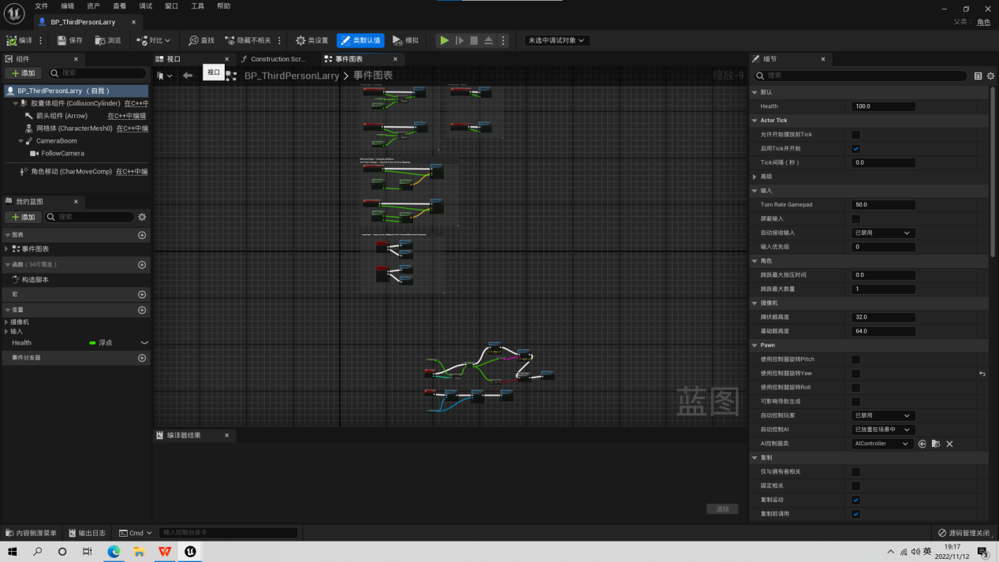 文件 编辑 资产 查看 调试 窗口 工具 帮助
BP_ThirdPersonLarry
父类： 角色
编译 保存 浏览 对比 查找 隐藏不相关 类设置 类默认值 模拟 未选中调试对象
组件
添加 搜索
BP_ThirdPersonLarry （自我）
胶囊体组件 (CollisionCylinder) 在C++中
箭头组件 (Arrow) 在C++中编辑
网格体 (CharacterMesh0) 在C++中编
CameraBoom
FollowCamera
角色移动 (CharMoveComp) 在C++中编
我的蓝图
添加 搜索
图表
事件图表
函数（34可覆盖）
构造脚本
宏
变量
摄像机
输入
Health 浮点
事件分发器
视口 Construction Scr... 事件图表
视口
BP_ThirdPersonLarry > 事件图表 缩放-9
蓝图
编译器结果
清除
细节
搜索
默认
Health 100.0
Actor Tick
允许开始播放前Tick
启用Tick并开始
Tick间隔（秒） 0.0
高级
输入
Turn Rate Gamepad 50.0
屏蔽输入
自动接收输入 已禁用
输入优先级 0
角色
跳跃最大按压时间 0.0
跳跃最大数量 1
摄像机
蹲伏眼高度 32.0
基础眼高度 64.0
Pawn
使用控制器旋转Pitch
使用控制器旋转Yaw
使用控制器旋转Roll
可影响导航生成
自动控制玩家 已禁用
自动控制AI 已放置在场景中
AI控制器类 AIController
复制
仅与拥有者相关
固定相关
复制运动
复制前调用
内容侧滑菜单 输出日志 Cmd 输入控制台命令 源码管理关闭
英 19:17
2022/11/12
3